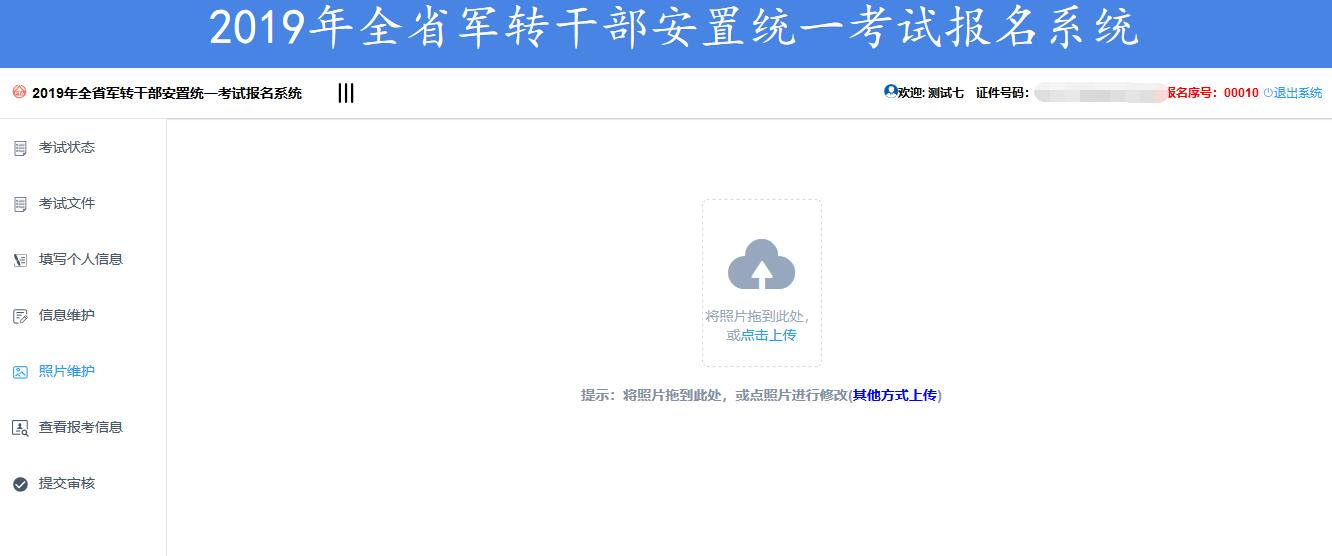 2019年全省军转干部安置统一考试报名系统
2019年全省军转干部安置统一考试报名系统
欢迎: 测试七 证件号码： 报名序号：00010 退出系统
考试状态
考试文件
填写个人信息
信息维护
照片维护
查看报考信息
提交审核
将照片拖到此处，
或点击上传
提示：将照片拖到此处，或点照片进行修改(其他方式上传)